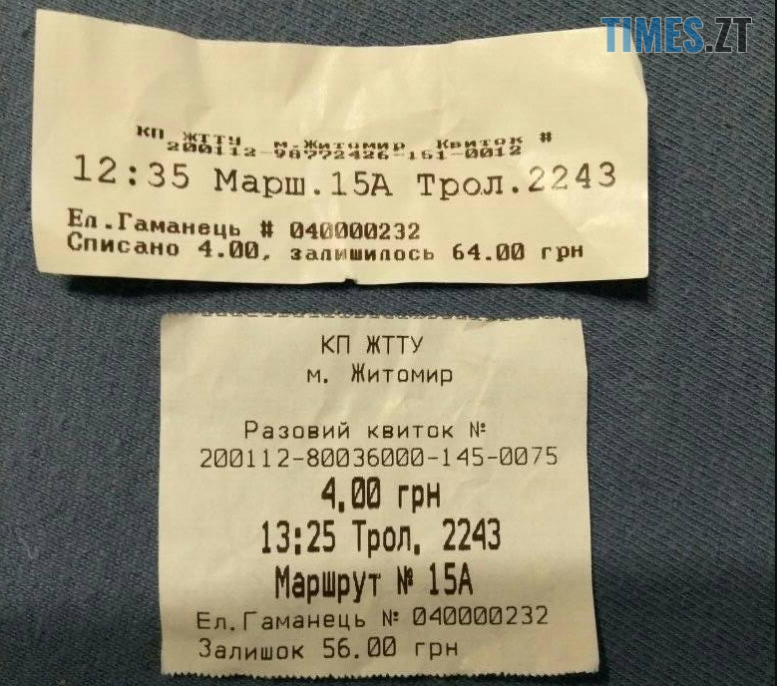 TIMES.ZT
КП ЖТТУ м.Житомир Квиток #
200112-98772426-151-0012
12:35 Марш.15А Трол.2243
Ел.Гаманець # 040000232
Списано 4.00, залишилось 64.00 грн
КП ЖТТУ
м. Житомир
Разовий квиток №
200112-80036000-145-0075
4,00 грн
13:25 Трол, 2243
Маршрут № 15А
Ел.Гаманець № 040000232
Залишок 56.00 грн